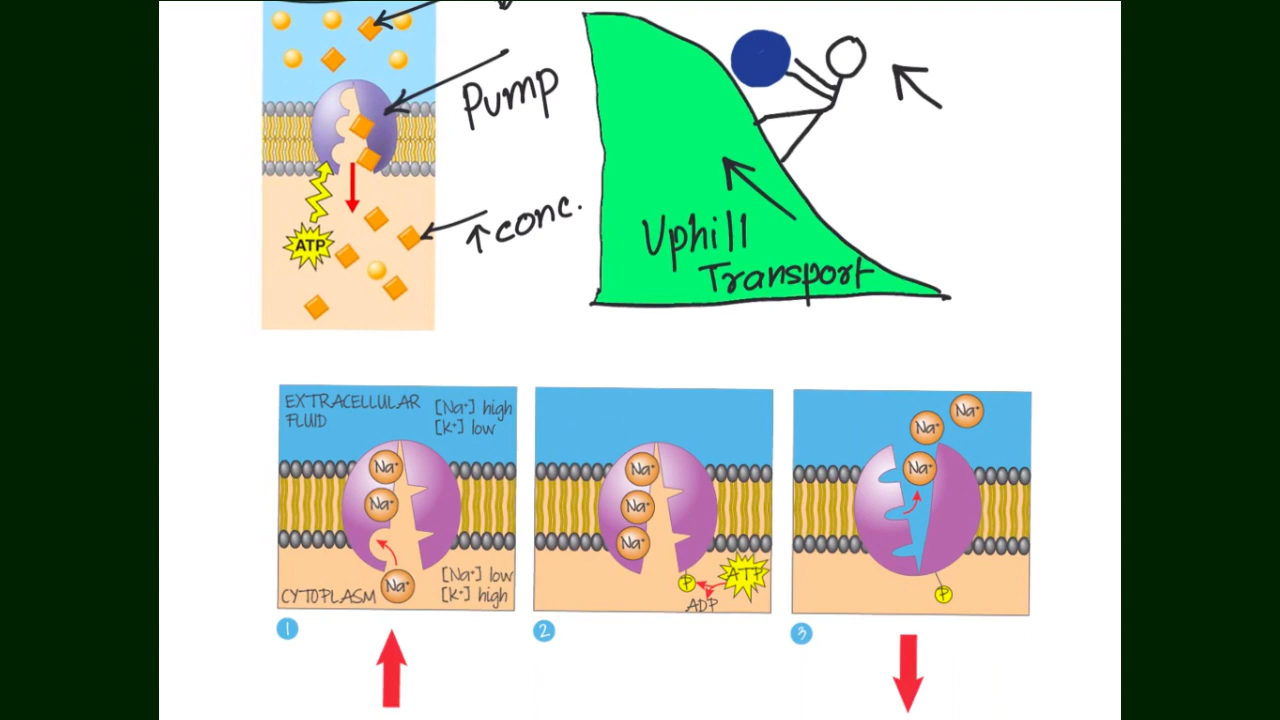 Pump
ATP
↑ conc.
Uphill
Transport
EXTRACELLULAR
FLUID
[Na+] high
[K+] low
Na+
Na+
Na+
CYTOPLASM
[Na+] low
[K+] high
1
Na+
Na+
Na+
P
ATP
ADP
2
Na+
Na+
Na+
P
3